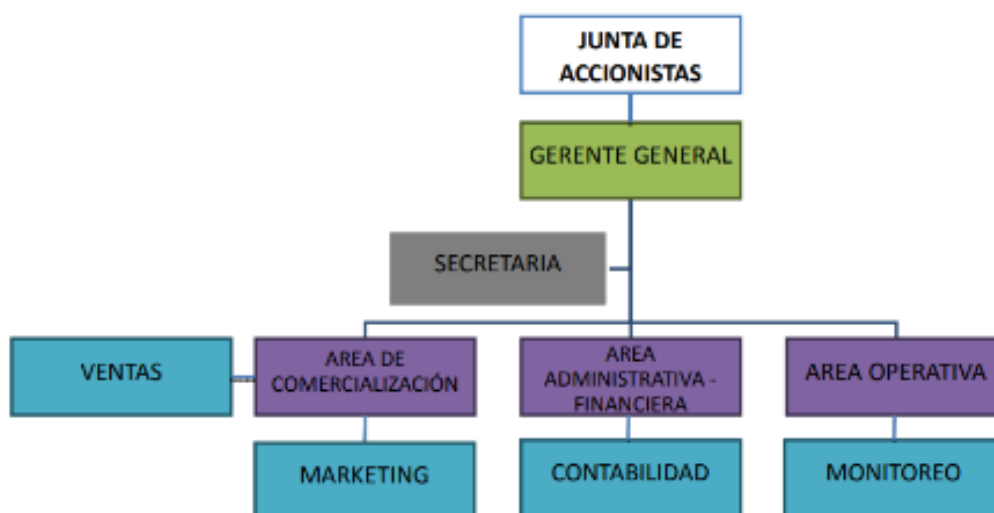 JUNTA DE
ACCIONISTAS
GERENTE GENERAL
SECRETARIA
VENTAS
AREA DE
COMERCIALIZACIÓN
AREA
ADMINISTRATIVA -
FINANCIERA
AREA OPERATIVA
MARKETING
CONTABILIDAD
MONITOREO